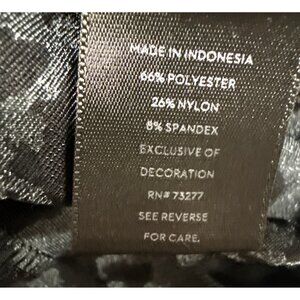 MADE IN INDONESIA
66% POLYESTER
26% NYLON
8% SPANDEX
EXCLUSIVE OF
DECORATION
RN# 73277
SEE REVERSE
FOR CARE.